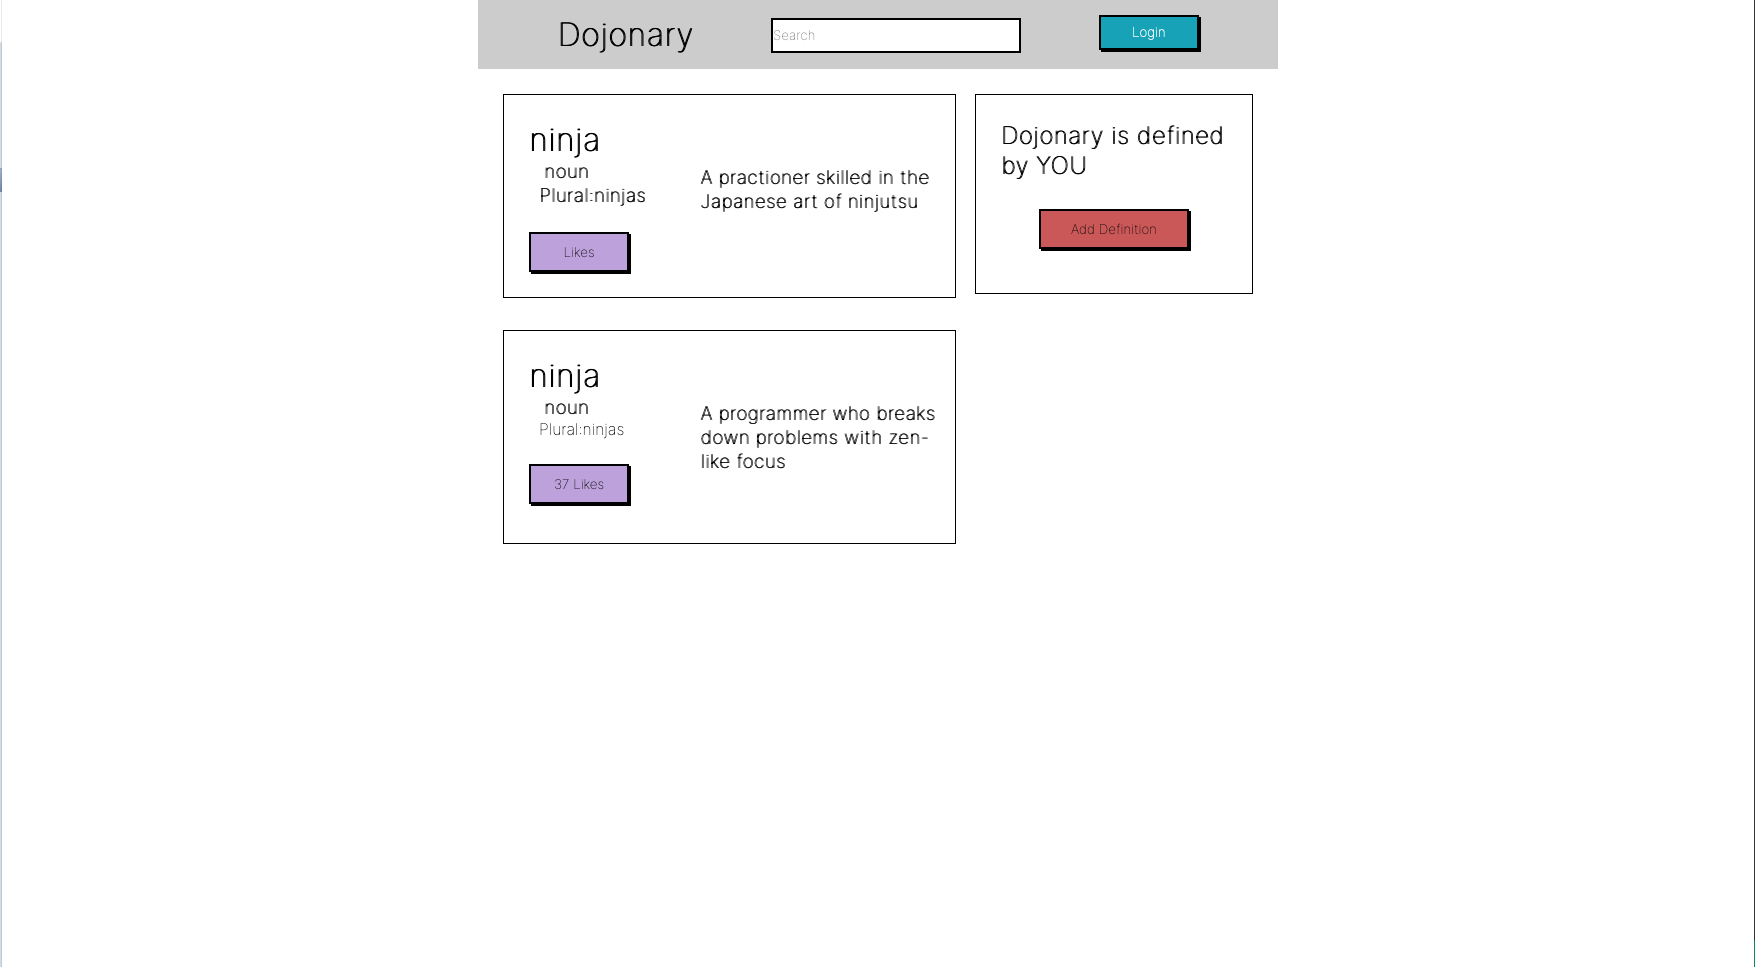 Dojonary
Search
Login
ninja
noun
Plural:ninjas
A practioner skilled in the
Japanese art of ninjutsu
Likes
Dojonary is defined
by YOU
Add Definition
ninja
noun
Plural:ninjas
A programmer who breaks
down problems with zen-
like focus
37 Likes